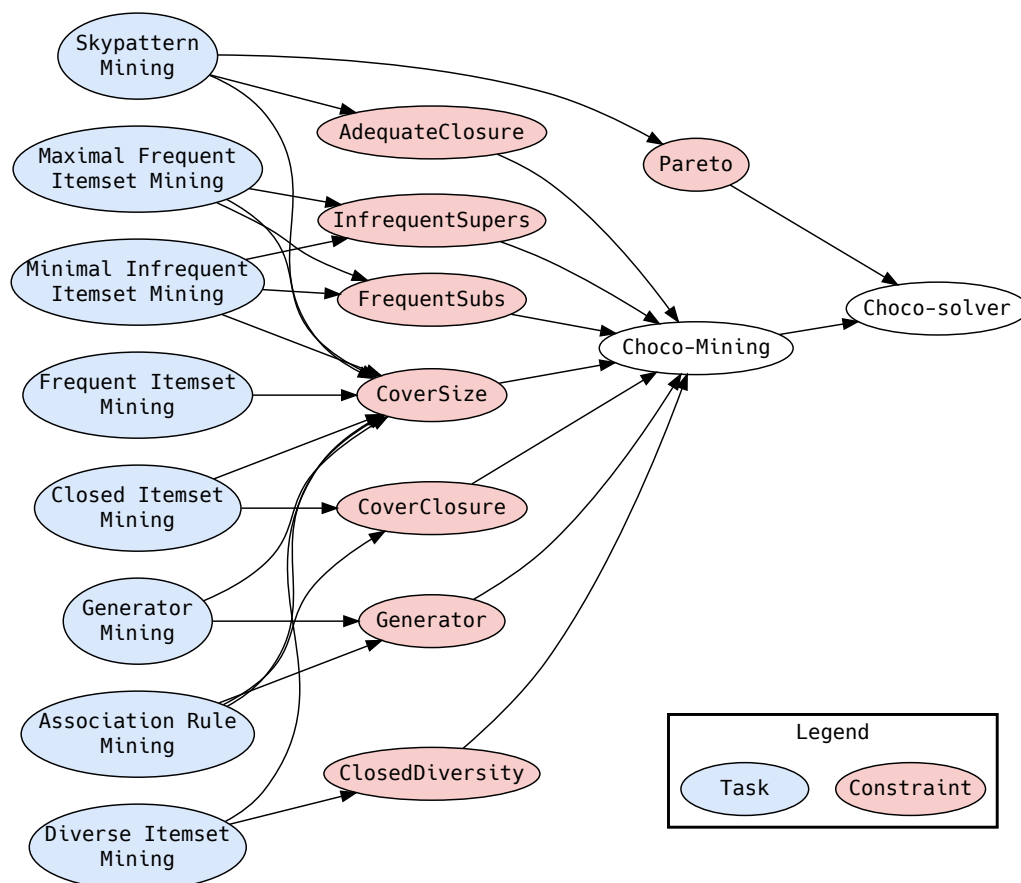 Skypattern
Mining
Maximal Frequent
Itemset Mining
Minimal Infrequent
Itemset Mining
Frequent Itemset
Mining
Closed Itemset
Mining
Generator
Mining
Association Rule
Mining
Diverse Itemset
Mining
AdequateClosure
InfrequentSupers
FrequentSubs
CoverSize
CoverClosure
Generator
ClosedDiversity
Pareto
Choco-Mining
Choco-solver
Legend
Task
Constraint